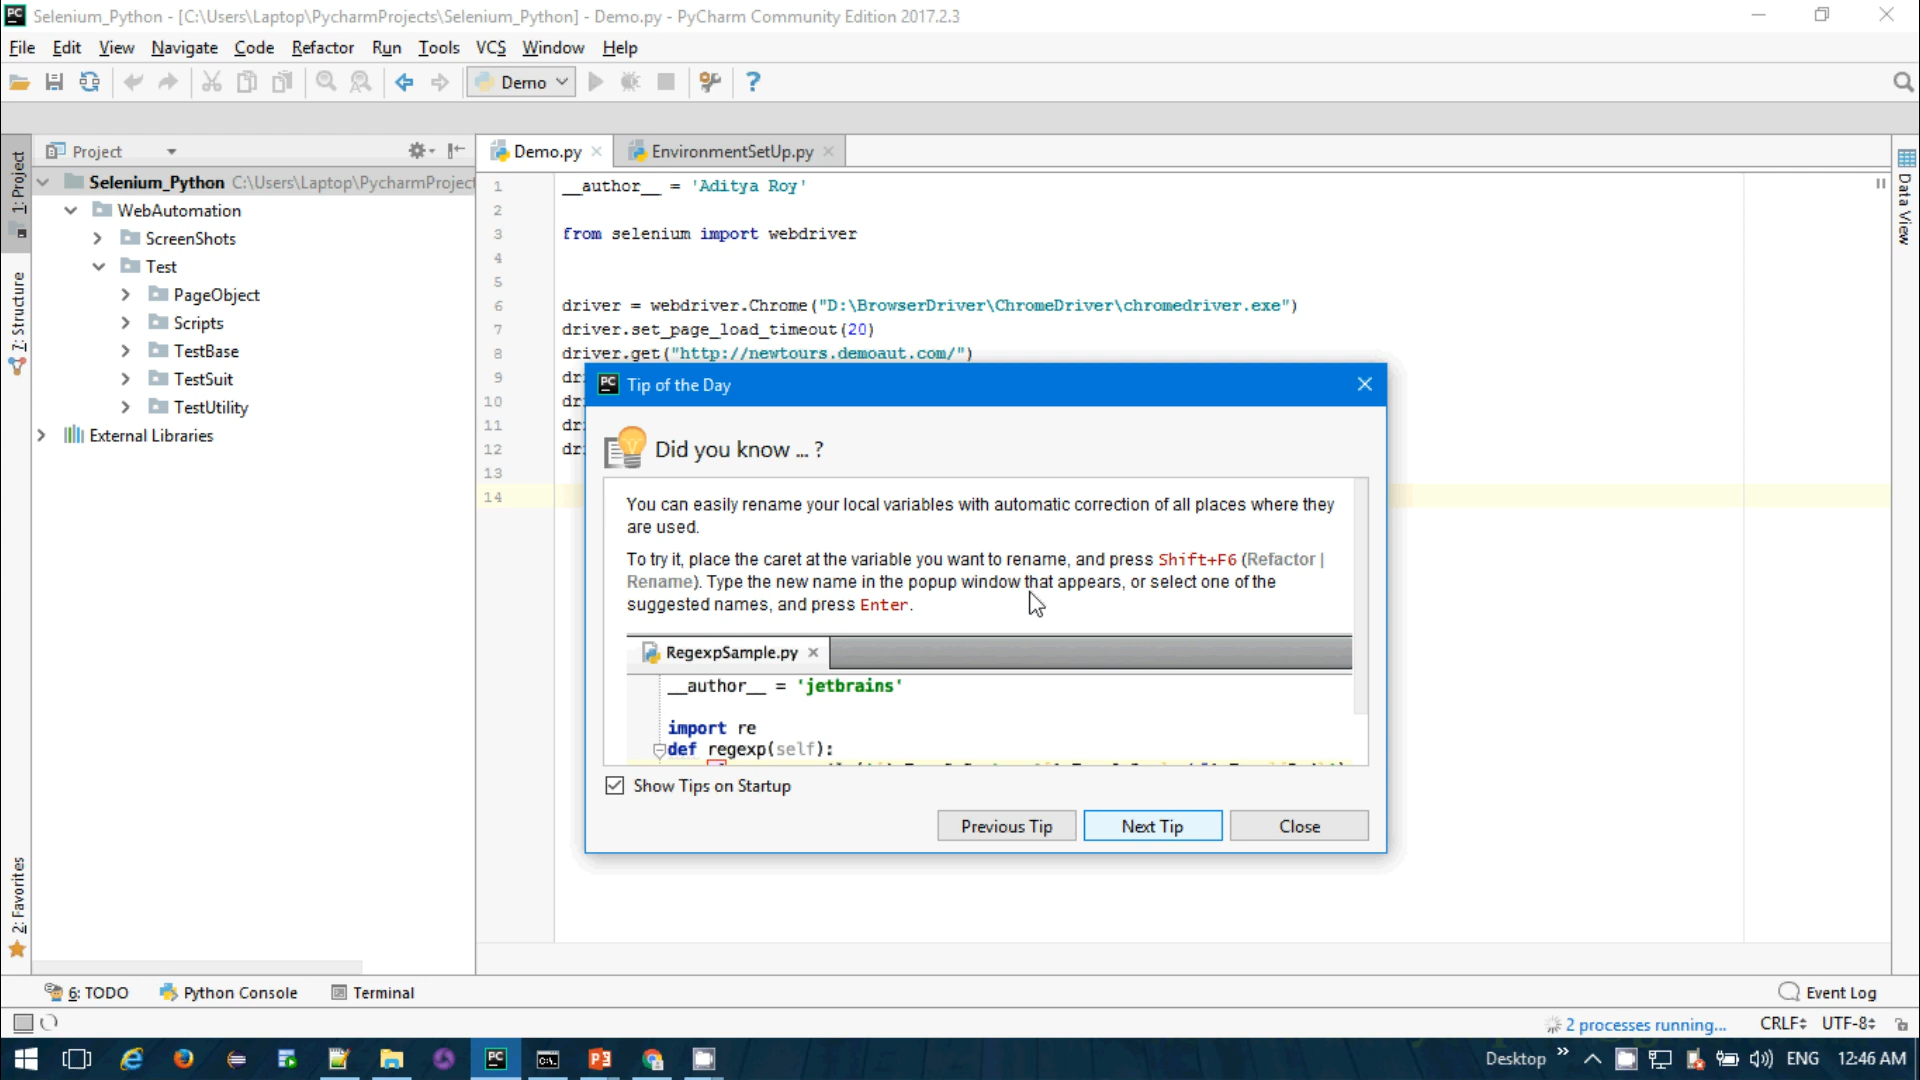 Selenium_Python - [C:\Users\Laptop\PycharmProjects\Selenium_Python] - Demo.py - PyCharm Community Edition 2017.2.3
File Edit View Navigate Code Refactor Run Tools VCS Window Help
Demo
Project
Demo.py
EnvironmentSetUp.py
1: Project
7: Structure
2: Favorites
Data View
Selenium_Python C:\Users\Laptop\PycharmProject
WebAutomation
ScreenShots
Test
PageObject
Scripts
TestBase
TestSuit
TestUtility
External Libraries
1 __author__ = 'Aditya Roy'
2
3 from selenium import webdriver
4
5
6 driver = webdriver.Chrome("D:\BrowserDriver\ChromeDriver\chromedriver.exe")
7 driver.set_page_load_timeout(20)
8 driver.get("http://newtours.demoaut.com/")
9
10
11
12
13
14
PC Tip of the Day
Did you know ... ?
You can easily rename your local variables with automatic correction of all places where they
are used.
To try it, place the caret at the variable you want to rename, and press Shift+F6 (Refactor |
Rename). Type the new name in the popup window that appears, or select one of the
suggested names, and press Enter.
RegexpSample.py
__author__ = 'jetbrains'
import re
def regexp(self):
Show Tips on Startup
Previous Tip
Next Tip
Close
6: TODO
Python Console
Terminal
Event Log
2 processes running...
CRLF
UTF-8
Desktop
ENG
12:46 AM